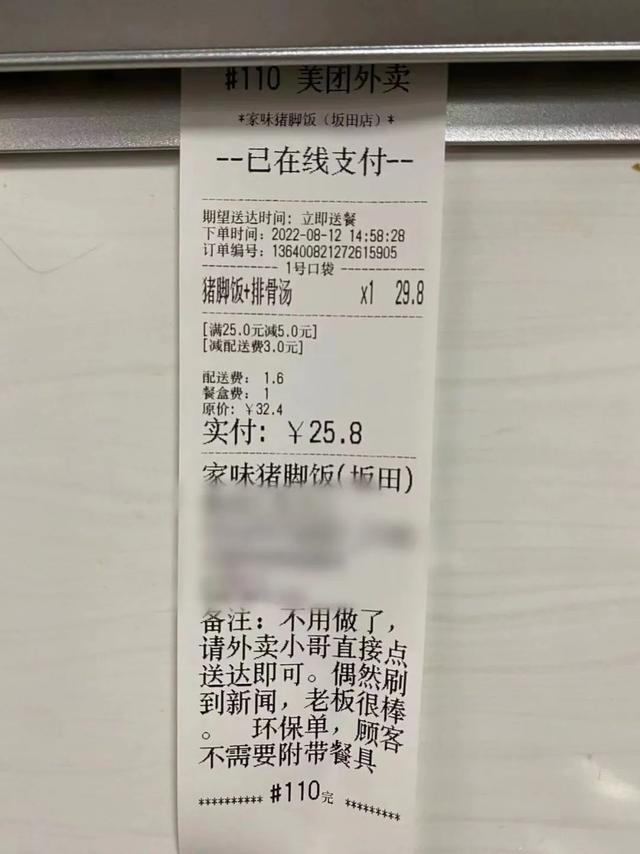 #110 美团外卖
*家味猪脚饭（坂田店）*
--已在线支付--
期望送达时间: 立即送餐
下单时间: 2022-08-12 14:58:28
订单编号: 136400821272615905
1号口袋
猪脚饭+排骨汤 x1 29.8
[满25.0元减5.0元]
[减配送费3.0元]
配送费: 1.6
餐盒费: 1
原价: ￥32.4
实付: ￥25.8
家味猪脚饭(坂田)
备注: 不用做了,
请外卖小哥直接点
送达即可。偶然刷
到新闻, 老板很棒
。 环保单, 顾客
不需要附带餐具
********** #110完 *********